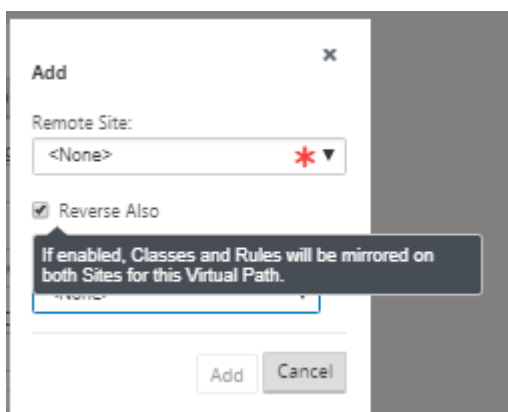 Add
Remote Site:
<None>
Reverse Also
If enabled, Classes and Rules will be mirrored on
both Sites for this Virtual Path.
<None>
Add Cancel